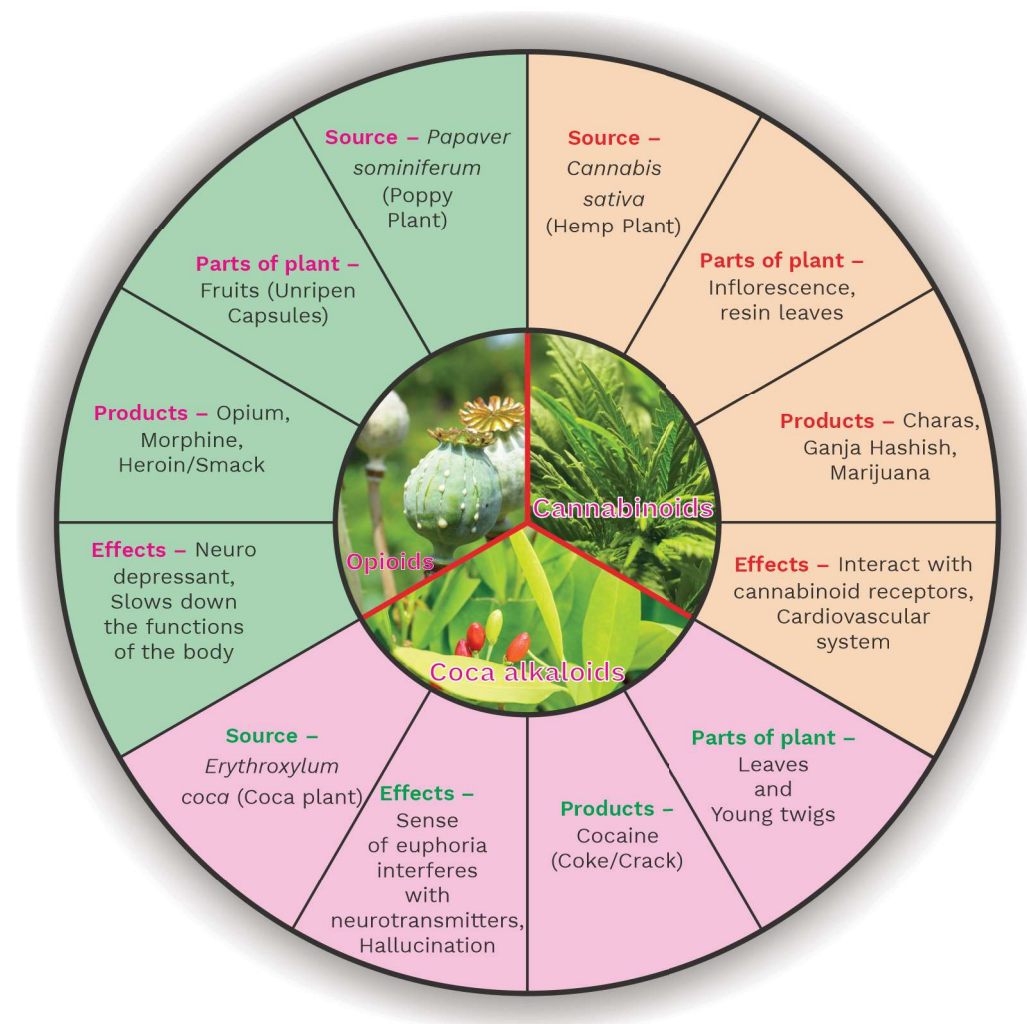 Source – Papaver
sominiferum
(Poppy
Plant)
Parts of plant –
Fruits (Unripen
Capsules)
Products – Opium,
Morphine,
Heroin/Smack
Effects – Neuro
depressant,
Slows down
the functions
of the body
Source –
Cannabis
sativa
(Hemp Plant)
Parts of plant –
Inflorescence,
resin leaves
Products – Charas,
Ganja Hashish,
Marijuana
Effects – Interact with
cannabinoid receptors,
Cardiovascular
system
Opioids
Cannabinoids
Coca alkaloids
Source –
Erythroxylum
coca (Coca plant)
Effects –
Sense
of euphoria
interferes
with
neurotransmitters,
Hallucination
Products –
Cocaine
(Coke/Crack)
Parts of plant –
Leaves
and
Young twigs